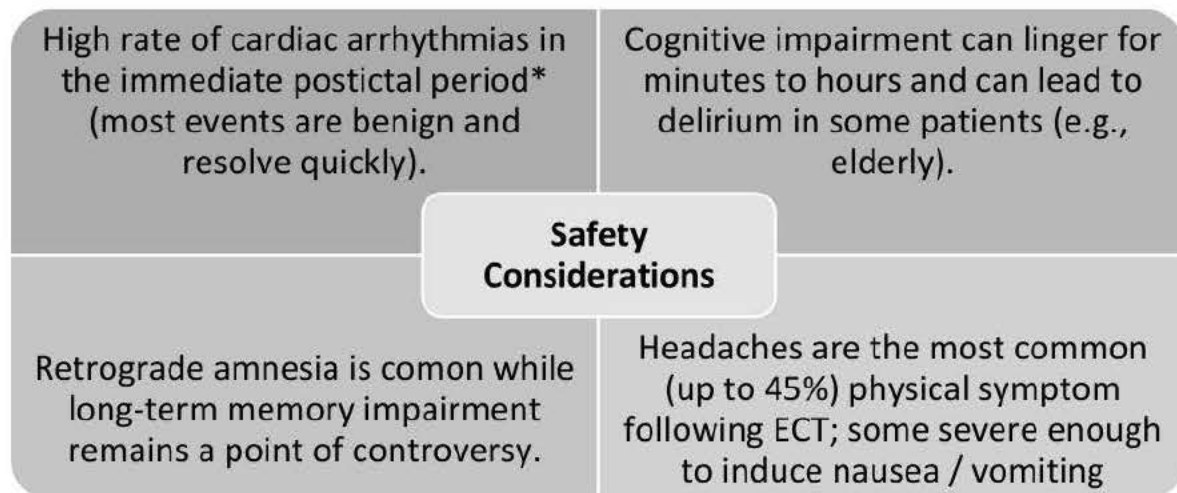 High rate of cardiac arrhythmias in
the immediate postictal period*
(most events are benign and
resolve quickly).
Cognitive impairment can linger for
minutes to hours and can lead to
delirium in some patients (e.g.,
elderly).
Safety
Considerations
Retrograde amnesia is comon while
long-term memory impairment
remains a point of controversy.
Headaches are the most common
(up to 45%) physical symptom
following ECT; some severe enough
to induce nausea / vomiting